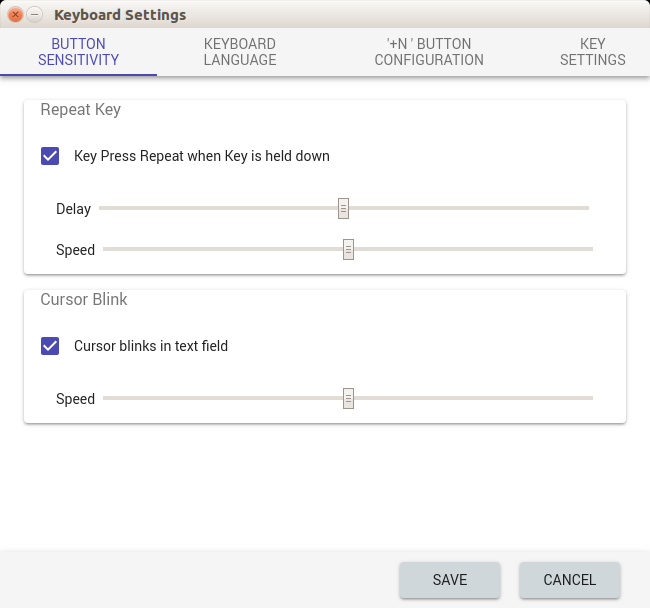 Keyboard Settings
BUTTON
SENSITIVITY
KEYBOARD
LANGUAGE
'+N ' BUTTON
CONFIGURATION
KEY
SETTINGS
Repeat Key
Key Press Repeat when Key is held down
Delay
Speed
Cursor Blink
Cursor blinks in text field
Speed
SAVE
CANCEL